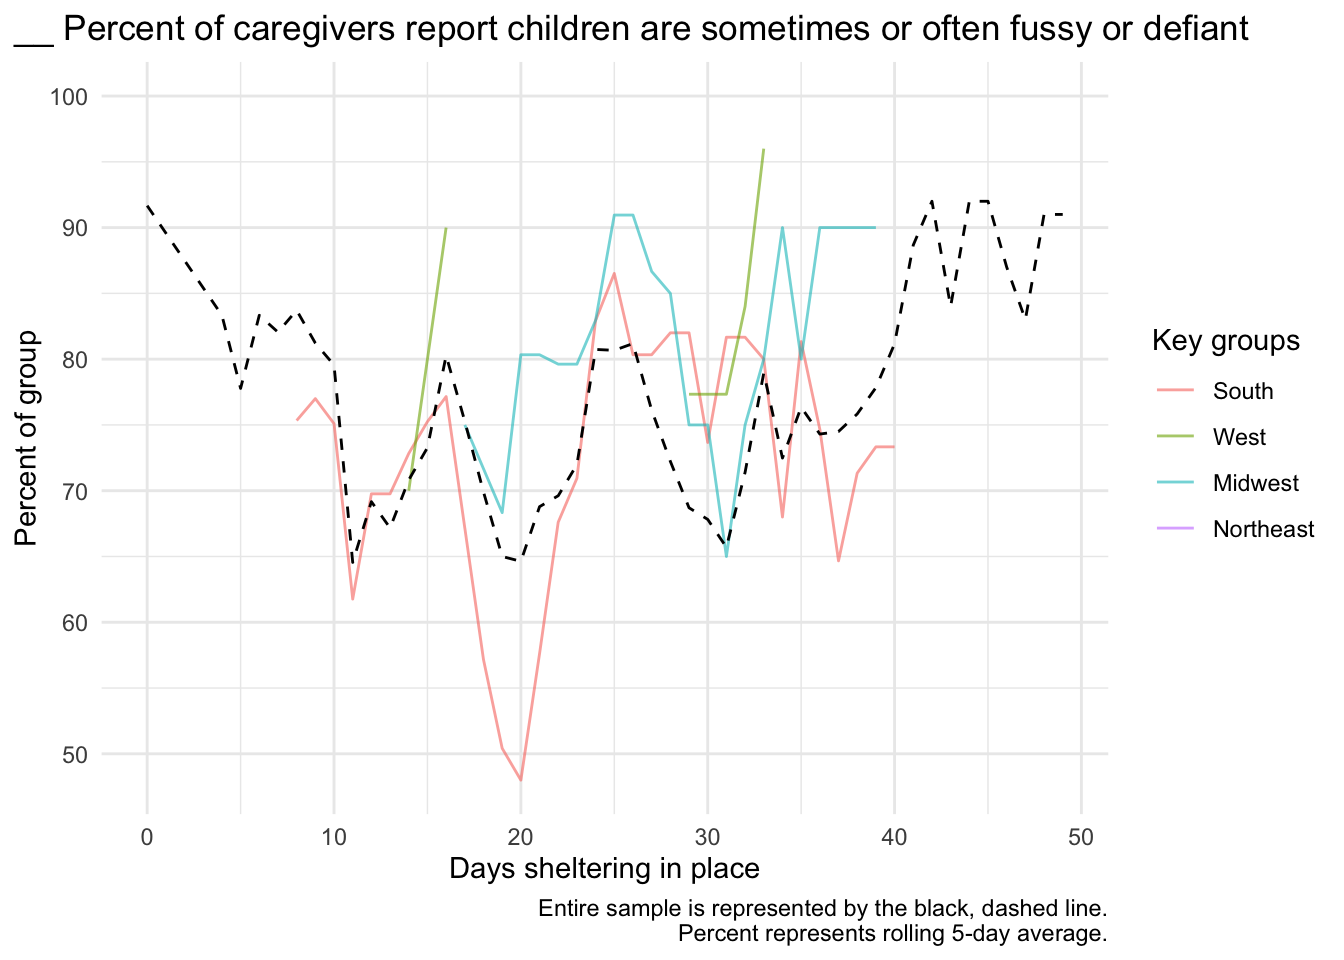 __ Percent of caregivers report children are sometimes or often fussy or defiant
100
90
80
70
60
50
Percent of group
0 10 20 30 40 50
Days sheltering in place
Key groups
South
West
Midwest
Northeast
Entire sample is represented by the black, dashed line.
Percent represents rolling 5-day average.